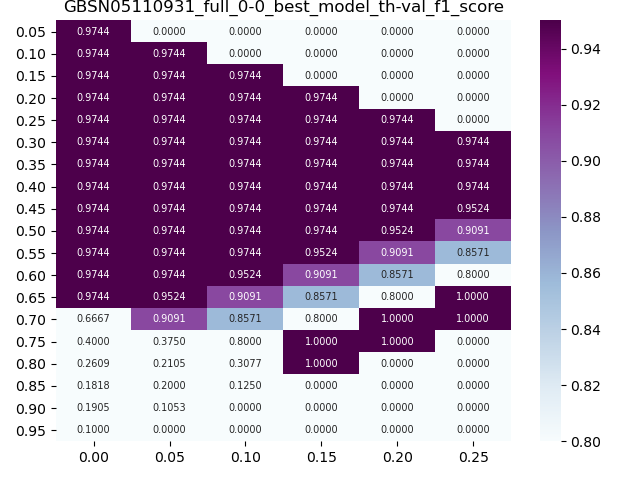 GBSN05110931_full_0-0_best_model_th-val_f1_score
0.05 0.9744 0.0000 0.0000 0.0000 0.0000 0.0000
0.10 0.9744 0.9744 0.0000 0.0000 0.0000 0.0000
0.15 0.9744 0.9744 0.9744 0.0000 0.0000 0.0000
0.20 0.9744 0.9744 0.9744 0.9744 0.0000 0.0000
0.25 0.9744 0.9744 0.9744 0.9744 0.9744 0.0000
0.30 0.9744 0.9744 0.9744 0.9744 0.9744 0.9744
0.35 0.9744 0.9744 0.9744 0.9744 0.9744 0.9744
0.40 0.9744 0.9744 0.9744 0.9744 0.9744 0.9744
0.45 0.9744 0.9744 0.9744 0.9744 0.9744 0.9524
0.50 0.9744 0.9744 0.9744 0.9744 0.9524 0.9091
0.55 0.9744 0.9744 0.9744 0.9524 0.9091 0.8571
0.60 0.9744 0.9744 0.9524 0.9091 0.8571 0.8000
0.65 0.9744 0.9524 0.9091 0.8571 0.8000 1.0000
0.70 0.6667 0.9091 0.8571 0.8000 1.0000 1.0000
0.75 0.4000 0.3750 0.8000 1.0000 1.0000 0.0000
0.80 0.2609 0.2105 0.3077 1.0000 0.0000 0.0000
0.85 0.1818 0.2000 0.1250 0.0000 0.0000 0.0000
0.90 0.1905 0.1053 0.0000 0.0000 0.0000 0.0000
0.95 0.1000 0.0000 0.0000 0.0000 0.0000 0.0000
0.00 0.05 0.10 0.15 0.20 0.25
0.94
0.92
0.90
0.88
0.86
0.84
0.82
0.80